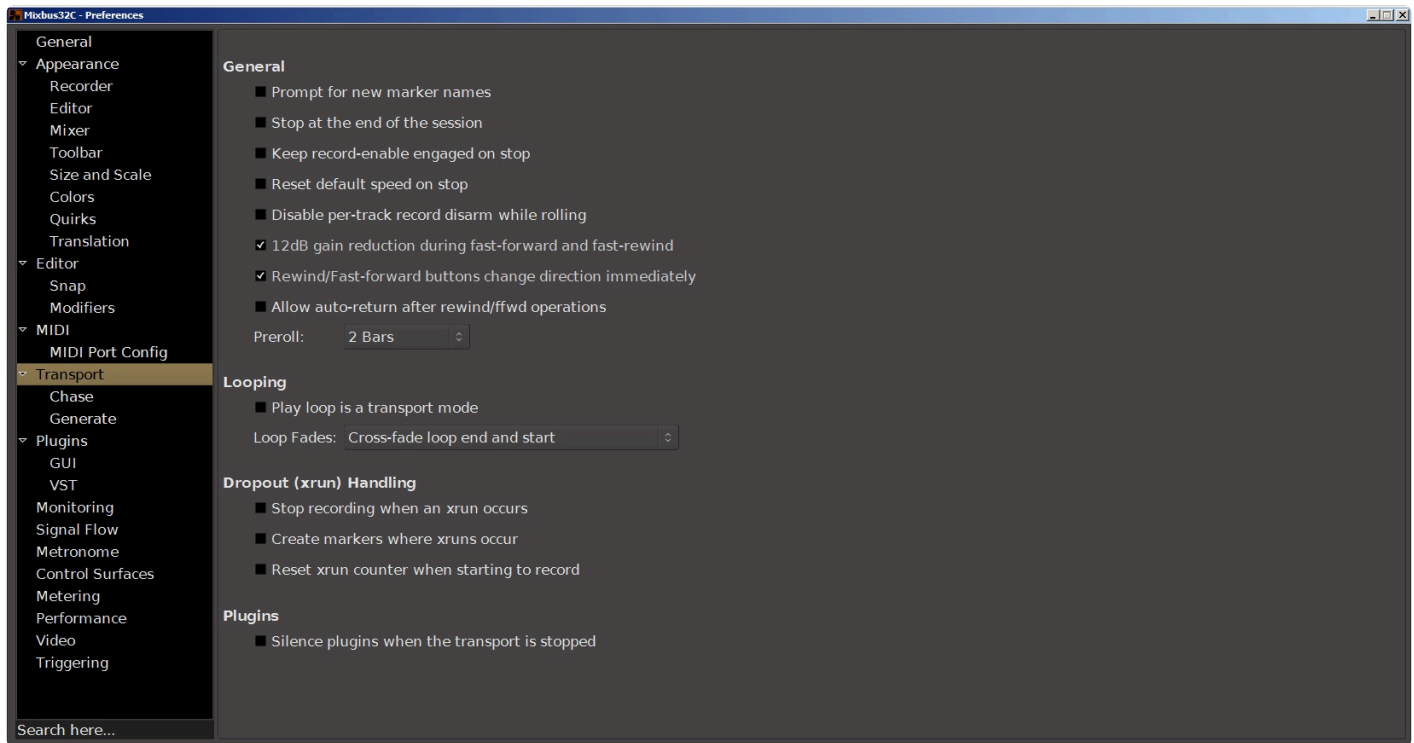 Mixbus32C - Preferences
General
Appearance
Recorder
Editor
Mixer
Toolbar
Size and Scale
Colors
Quirks
Translation
Editor
Snap
Modifiers
MIDI
MIDI Port Config
Transport
Chase
Generate
Plugins
GUI
VST
Monitoring
Signal Flow
Metronome
Control Surfaces
Metering
Performance
Video
Triggering
Search here...
General
Prompt for new marker names
Stop at the end of the session
Keep record-enable engaged on stop
Reset default speed on stop
Disable per-track record disarm while rolling
12dB gain reduction during fast-forward and fast-rewind
Rewind/Fast-forward buttons change direction immediately
Allow auto-return after rewind/ffwd operations
Preroll: 2 Bars
Looping
Play loop is a transport mode
Loop Fades: Cross-fade loop end and start
Dropout (xrun) Handling
Stop recording when an xrun occurs
Create markers where xruns occur
Reset xrun counter when starting to record
Plugins
Silence plugins when the transport is stopped